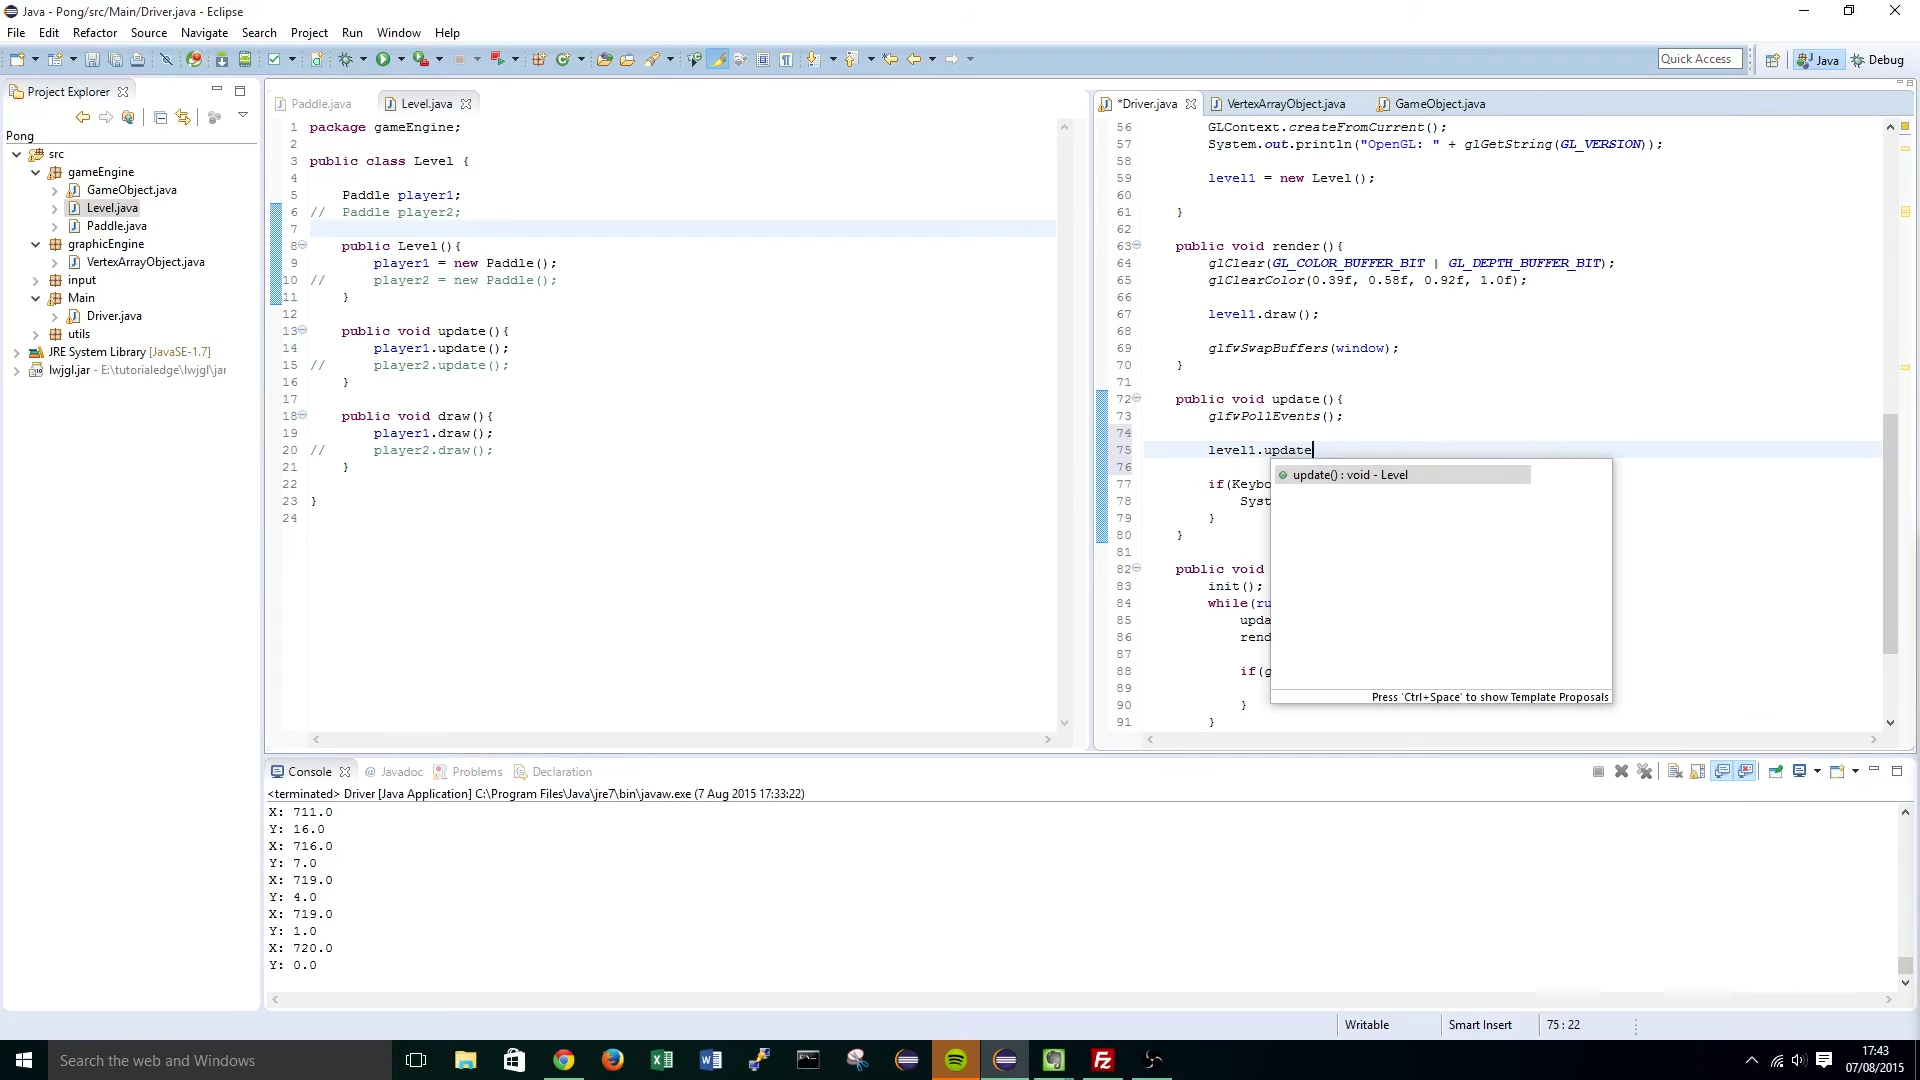 Java - Pong/src/Main/Driver.java - Eclipse
File Edit Refactor Source Navigate Search Project Run Window Help
Quick Access
Java
Debug
Project Explorer
Pong
src
gameEngine
GameObject.java
Level.java
Paddle.java
graphicEngine
VertexArrayObject.java
input
Main
Driver.java
utils
JRE System Library [JavaSE-1.7]
lwjgl.jar - E:\tutorialedge\lwjgl\jar
Paddle.java Level.java
1 package gameEngine;
2
3 public class Level {
4
5 Paddle player1;
6 // Paddle player2;
7
8 public Level(){
9 player1 = new Paddle();
10 // player2 = new Paddle();
11 }
12
13 public void update(){
14 player1.update();
15 // player2.update();
16 }
17
18 public void draw(){
19 player1.draw();
20 // player2.draw();
21 }
22
23 }
24
*Driver.java VertexArrayObject.java GameObject.java
56 GLContext.createFromCurrent();
57 System.out.println("OpenGL: " + glGetString(GL_VERSION));
58
59 level1 = new Level();
60
61 }
62
63 public void render(){
64 glClear(GL_COLOR_BUFFER_BIT | GL_DEPTH_BUFFER_BIT);
65 glClearColor(0.39f, 0.58f, 0.92f, 1.0f);
66
67 level1.draw();
68
69 glfwSwapBuffers(window);
70 }
71
72 public void update(){
73 glfwPollEvents();
74
75 level1.update
76
77 if(Keybo
78 Syst
79 }
80 }
81
82 public void
83 init();
84 while(ru
85 upda
86 rend
87
88 if(g
89
90 }
91 }
update() : void - Level
Press 'Ctrl+Space' to show Template Proposals
Console @ Javadoc Problems Declaration
<terminated> Driver [Java Application] C:\Program Files\Java\jre7\bin\javaw.exe (7 Aug 2015 17:33:22)
X: 711.0
Y: 16.0
X: 716.0
Y: 7.0
X: 719.0
Y: 4.0
X: 719.0
Y: 1.0
X: 720.0
Y: 0.0
Writable Smart Insert 75 : 22
Search the web and Windows
17:43
07/08/2015